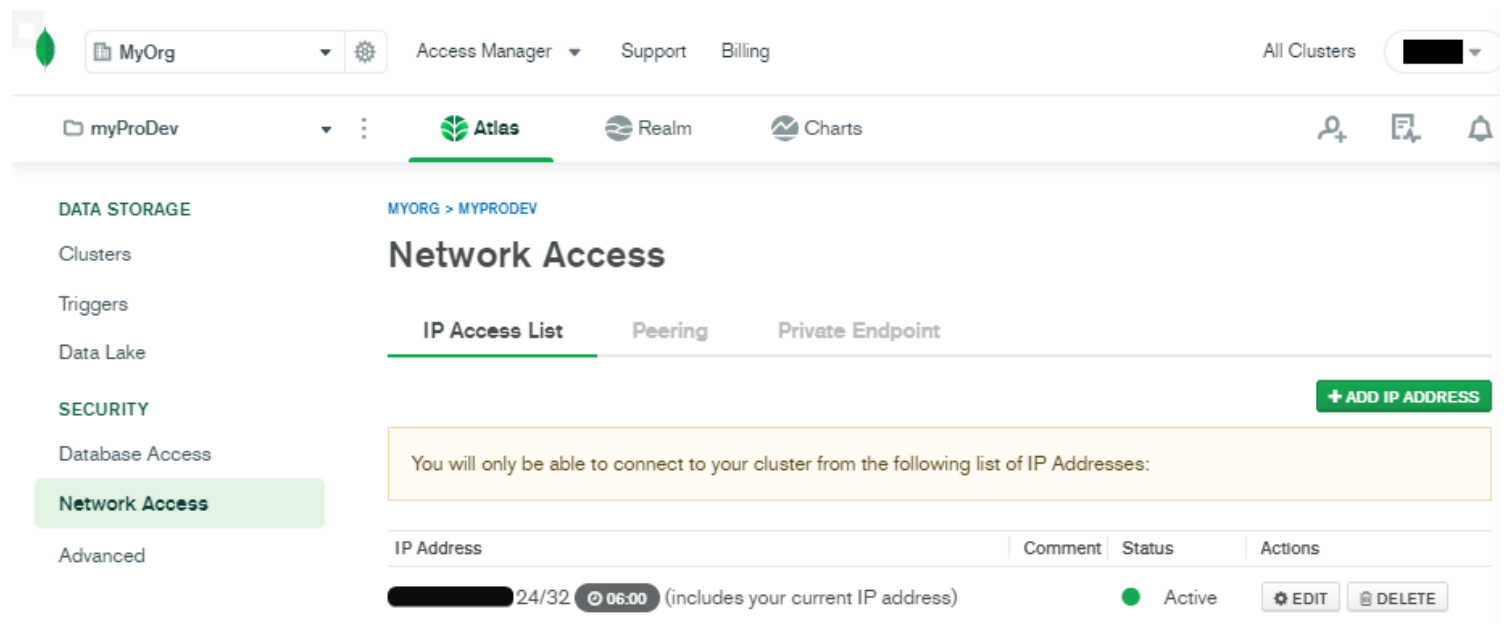 MyOrg Access Manager Support Billing All Clusters
myProDev Atlas Realm Charts
DATA STORAGE
Clusters
Triggers
Data Lake
SECURITY
Database Access
Network Access
Advanced
MYORG > MYPRODEV
Network Access
IP Access List Peering Private Endpoint
+ ADD IP ADDRESS
You will only be able to connect to your cluster from the following list of IP Addresses:
IP Address Comment Status Actions
24/32 06:00 (includes your current IP address) Active EDIT DELETE